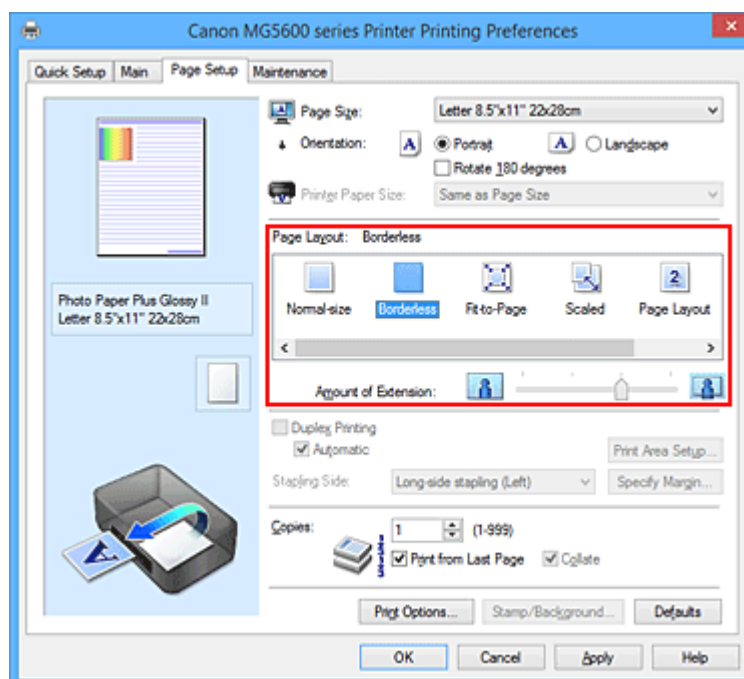 Canon MG5600 series Printer Printing Preferences
Quick Setup Main Page Setup Maintenance
Page Size: Letter 8.5"x11" 22x28cm
Orientation: A Portrait A Landscape
Rotate 180 degrees
Printer Paper Size: Same as Page Size
Page Layout: Borderless
Normal-size Borderless Fit-to-Page Scaled Page Layout
Photo Paper Plus Glossy II
Letter 8.5"x11" 22x28cm
Amount of Extension:
Duplex Printing
Automatic Print Area Setup...
Stapling Side: Long-side stapling (Left) Specify Margin...
Copies: 1 (1-999)
Print from Last Page Collate
Print Options... Stamp/Background... Defaults
OK Cancel Apply Help